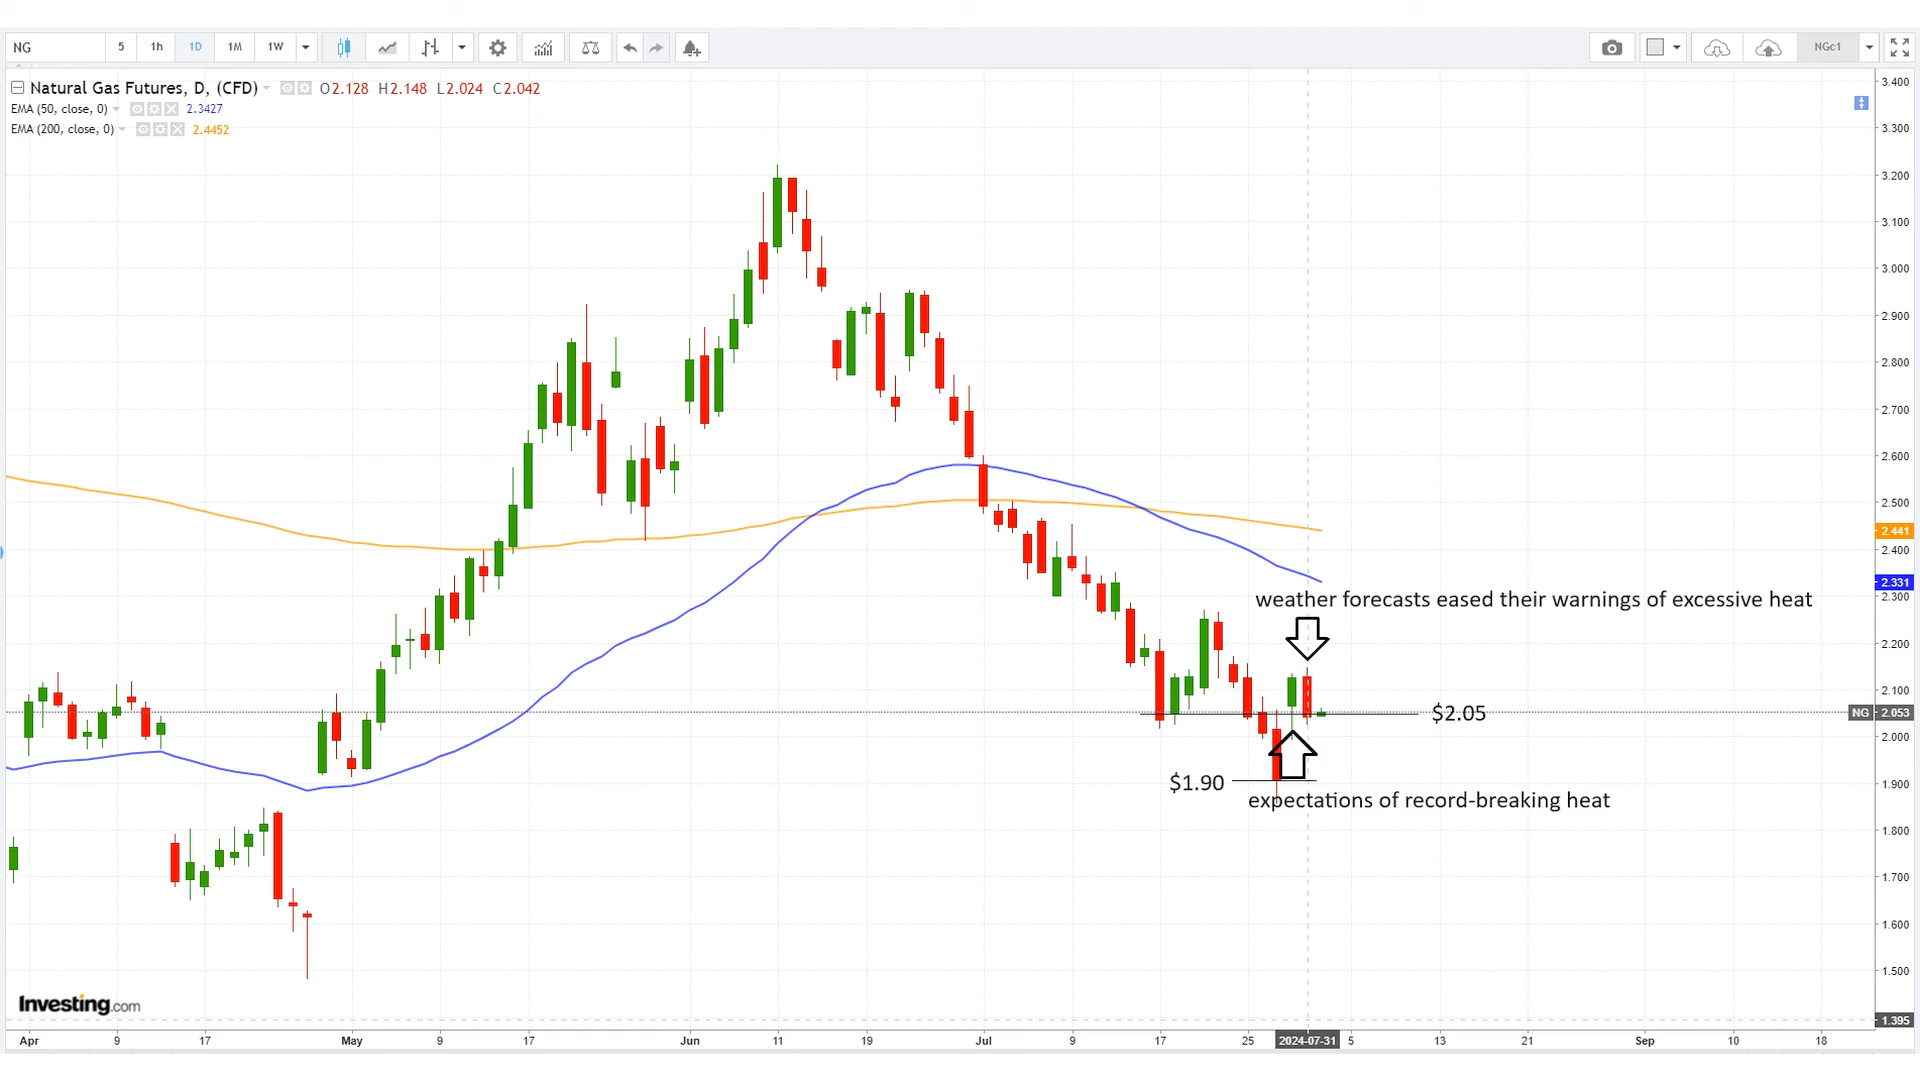 NG 5 1h 1D 1M 1W NGc1
Natural Gas Futures, D, (CFD) O2.128 H2.148 L2.024 C2.042
EMA (50, close, 0) 2.3427
EMA (200, close, 0) 2.4452
3.400
3.300
3.200
3.100
3.000
2.900
2.800
2.700
2.600
2.500
2.441
2.400
2.331
2.300
weather forecasts eased their warnings of excessive heat
2.200
2.100
$2.05
NG 2.053
2.000
$1.90
1.900
expectations of record-breaking heat
1.800
1.700
1.600
1.500
Investing.com
1.395
Apr 9 17 May 9 17 Jun 11 19 Jul 9 17 25 2024-07-31 5 13 21 Sep 10 18